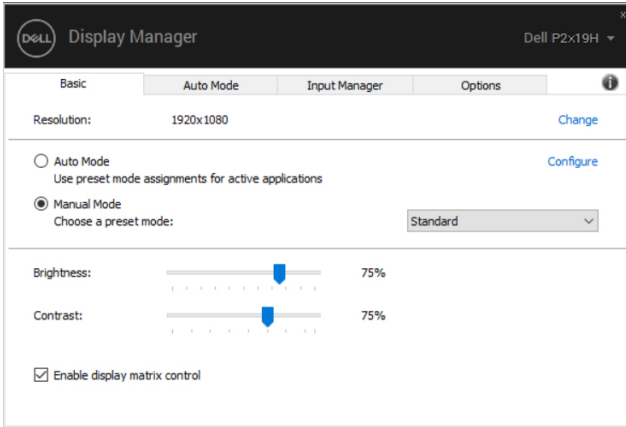 DELL Display Manager
Dell P2x19H
x
Basic
Auto Mode
Input Manager
Options
i
Resolution:
1920x1080
Change
Auto Mode
Configure
Use preset mode assignments for active applications
Manual Mode
Choose a preset mode:
Standard
Brightness:
75%
Contrast:
75%
Enable display matrix control